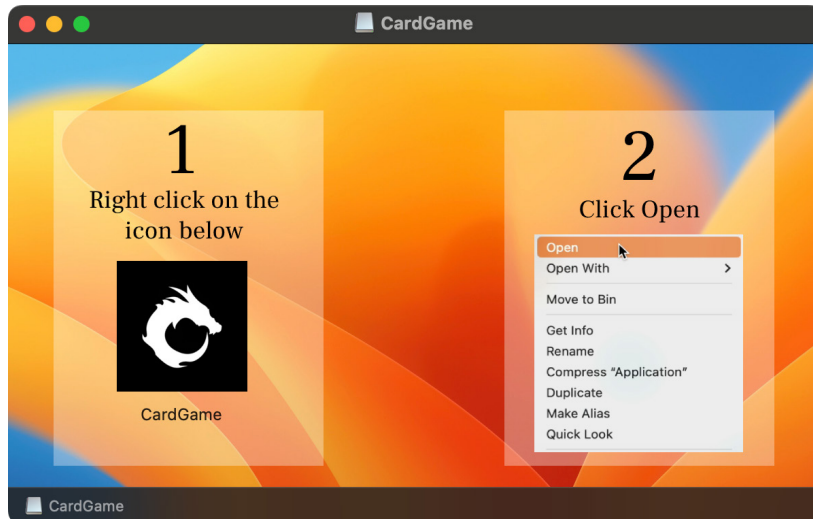 CardGame
1
Right click on the
icon below
CardGame
2
Click Open
Open
Open With
Move to Bin
Get Info
Rename
Compress “Application”
Duplicate
Make Alias
Quick Look
CardGame